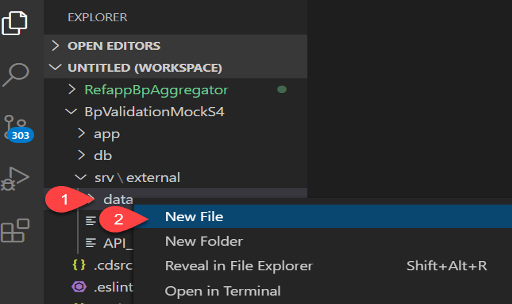 EXPLORER
OPEN EDITORS
UNTITLED (WORKSPACE)
RefappBpAggregator
BpValidationMockS4
app
db
303
srv \ external
1 data
2 New File
New Folder
API_
.cdsrc
Reveal in File Explorer Shift+Alt+R
.eslint
Open in Terminal